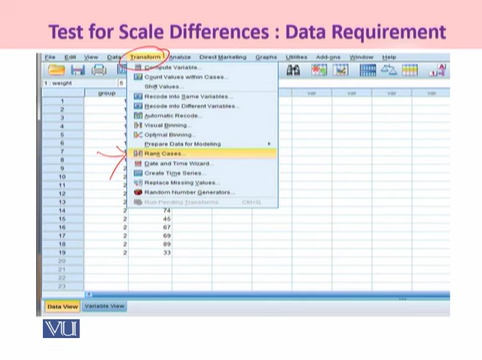 Test for Scale Differences : Data Requirement
File Edit View Data Transform Analyze Direct Marketing Graphs Utilities Add-ons Window Help
1 : weight
group
var var var var
Compute Variable...
Count Values within Cases...
Shift Values...
Recode into Same Variables...
Recode into Different Variables...
Automatic Recode...
Visual Binning...
Optimal Binning...
Prepare Data for Modeling
Rank Cases...
Date and Time Wizard...
Create Time Series...
Replace Missing Values...
Random Number Generators...
Run Pending Transforms Ctrl+G
1
2
3
4
5
6
7
8
9 2
10 2
11 2
12 2
13 2
14 2 74
15 2 45
16 2 67
17 2 69
18 2 89
19 2 33
20
21
22
23
Data View Variable View
VU